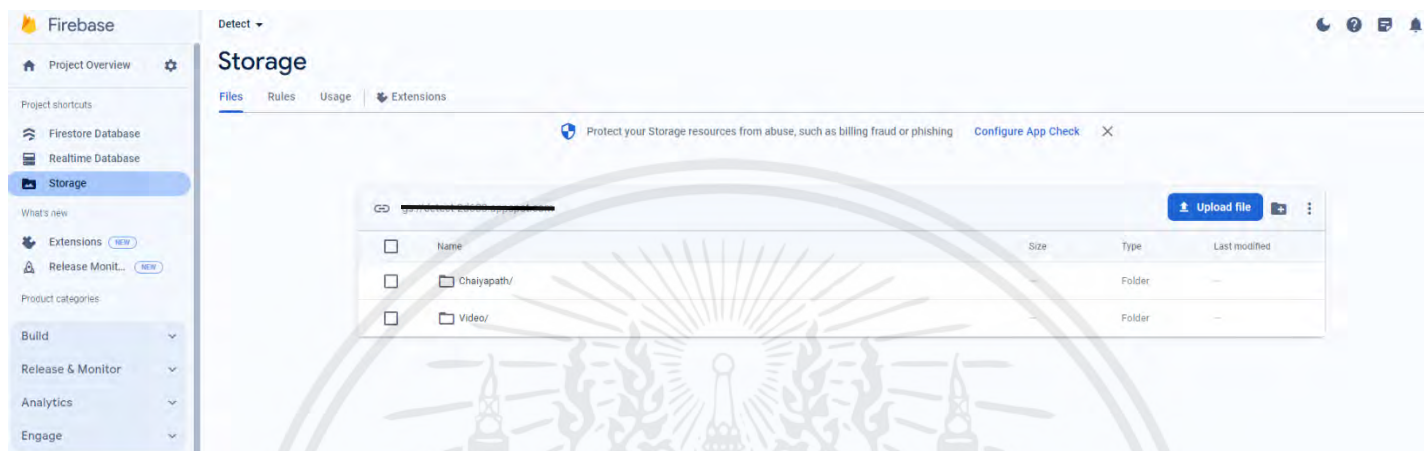 Firebase
Detect
Project Overview
Storage
Project shortcuts
Files Rules Usage Extensions
Firestore Database
Realtime Database
Storage
Protect your Storage resources from abuse, such as billing fraud or phishing Configure App Check
What's new
Extensions NEW
Release Monit... NEW
Product categories
Build
Release & Monitor
Analytics
Engage
Upload file
Name Size Type Last modified
Chaiyapath/ — Folder —
Video/ — Folder —